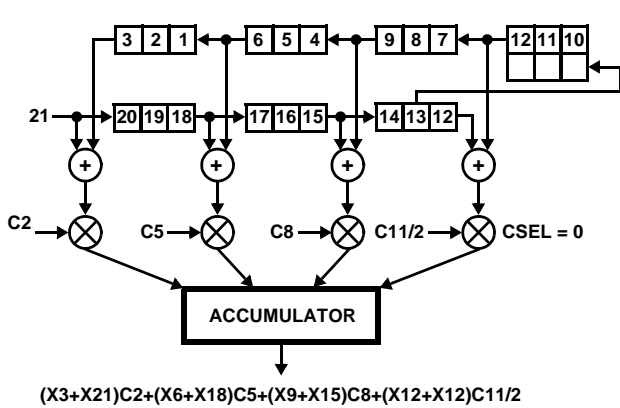 3 2 1 6 5 4 9 8 7 12 11 10
21 20 19 18 17 16 15 14 13 12
+ + + +
C2 C5 C8 C11/2 CSEL = 0
ACCUMULATOR
(X3+X21)C2+(X6+X18)C5+(X9+X15)C8+(X12+X12)C11/2